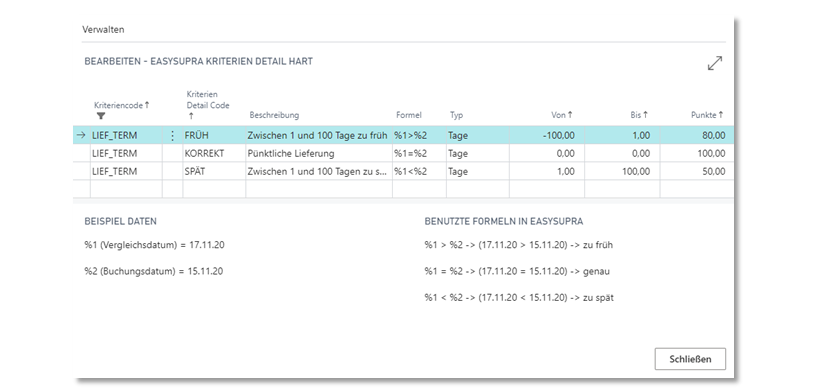 Verwalten
BEARBEITEN - EASYSUPRA KRITERIEN DETAIL HART
Kriteriencode ↑
Kriterien
Detail Code
↑
Beschreibung
Formel
Typ
Von ↑
Bis ↑
Punkte ↑
→ LIEF_TERM ⋮ FRÜH Zwischen 1 und 100 Tage zu früh %1>%2 Tage -100,00 1,00 80,00
LIEF_TERM KORREKT Pünktliche Lieferung %1=%2 Tage 0,00 0,00 100,00
LIEF_TERM SPÄT Zwischen 1 und 100 Tagen zu s... %1<%2 Tage 1,00 100,00 50,00
BEISPIEL DATEN
%1 (Vergleichsdatum) = 17.11.20
%2 (Buchungsdatum) = 15.11.20
BENUTZTE FORMELN IN EASYSUPRA
%1 > %2 -> (17.11.20 > 15.11.20) -> zu früh
%1 = %2 -> (17.11.20 = 15.11.20) -> genau
%1 < %2 -> (17.11.20 < 15.11.20) -> zu spät
Schließen